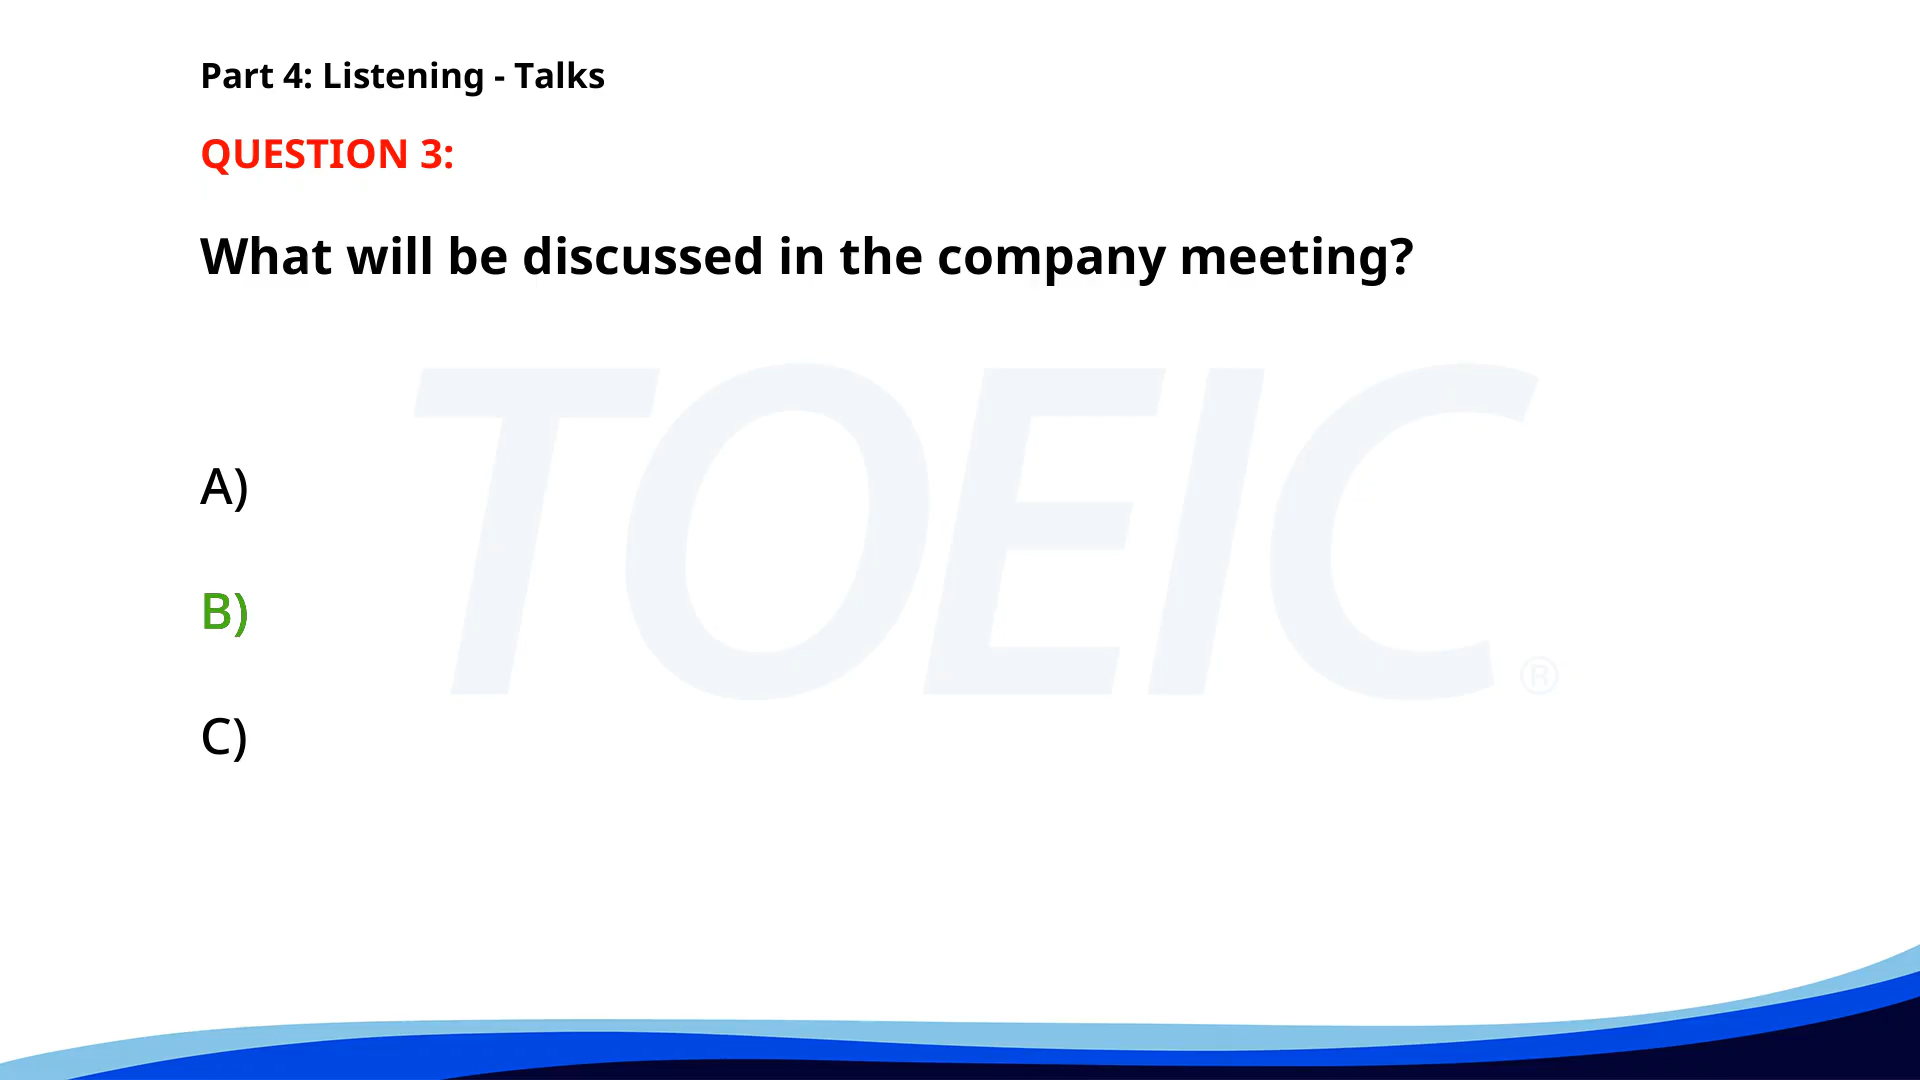 Part 4: Listening - Talks
QUESTION 3:
What will be discussed in the company meeting?
TOEIC ®
A)
B)
C)